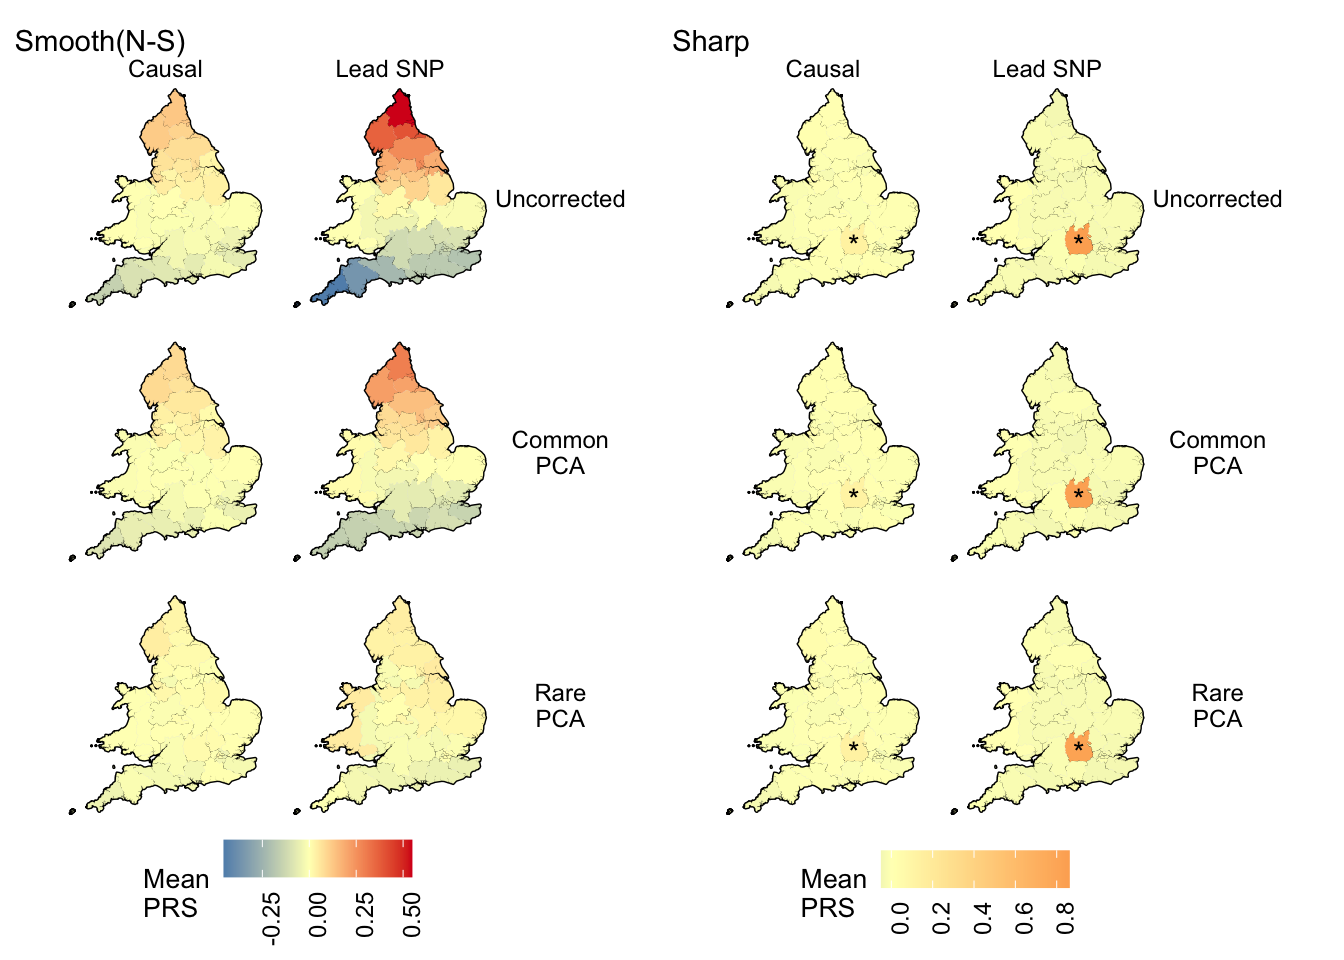 Smooth(N-S)
Causal
Lead SNP
Uncorrected
Common
PCA
Rare
PCA
Mean
PRS
-0.25
0.00
0.25
0.50
Sharp
Causal
Lead SNP
*
*
Uncorrected
*
*
Common
PCA
*
*
Rare
PCA
Mean
PRS
0.0
0.2
0.4
0.6
0.8